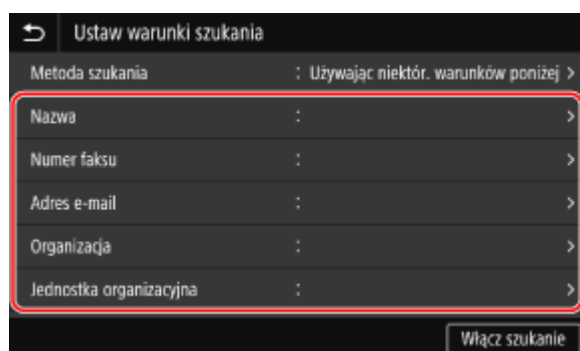 Ustaw warunki szukania
Metoda szukania : Używając niektór. warunków poniżej >
Nazwa : >
Numer faksu : >
Adres e-mail : >
Organizacja : >
Jednostka organizacyjna : >
Włącz szukanie